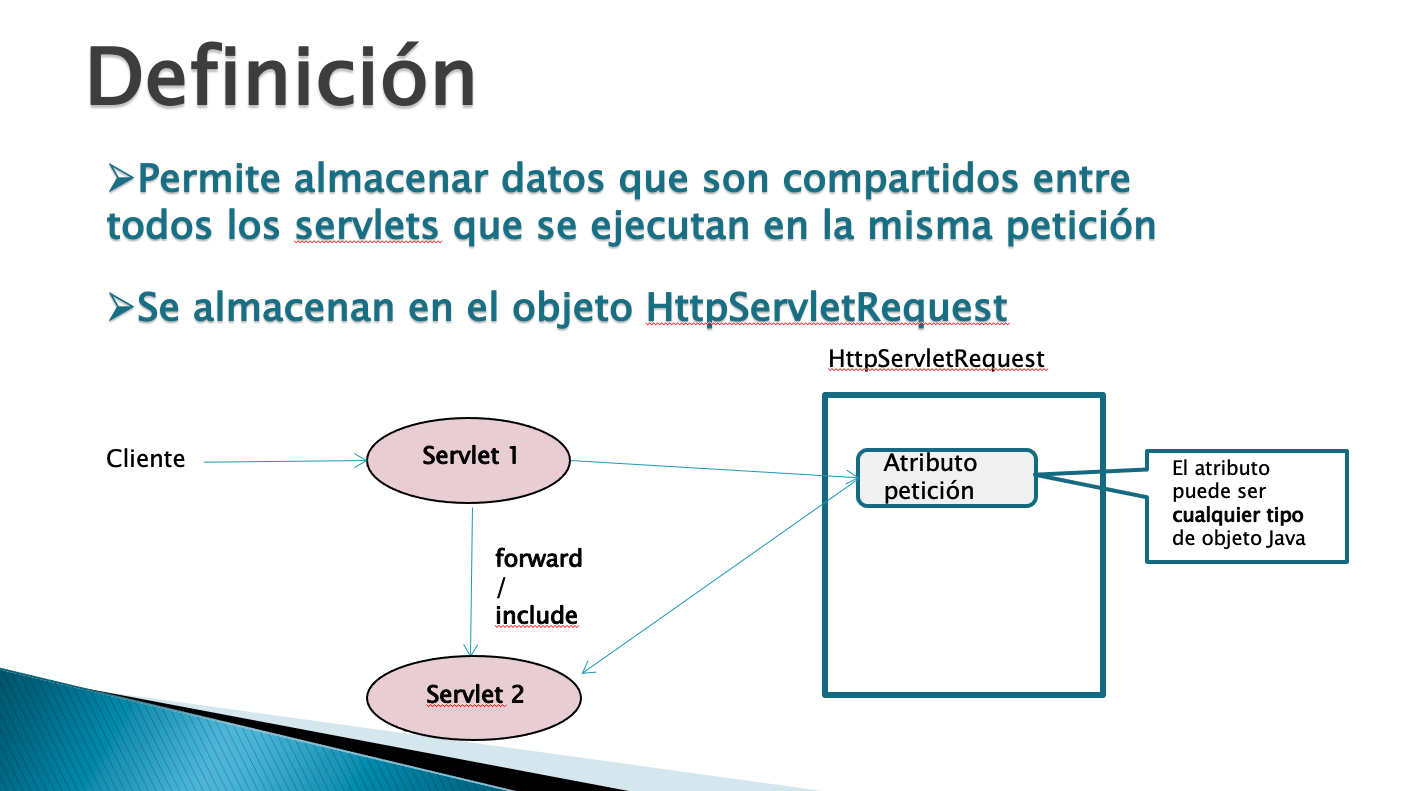 Definición
➢Permite almacenar datos que son compartidos entre
todos los servlets que se ejecutan en la misma petición
➢Se almacenan en el objeto HttpServletRequest
HttpServletRequest
Cliente
Servlet 1
Atributo
petición
El atributo
puede ser
cualquier tipo
de objeto Java
forward
/
include
Servlet 2